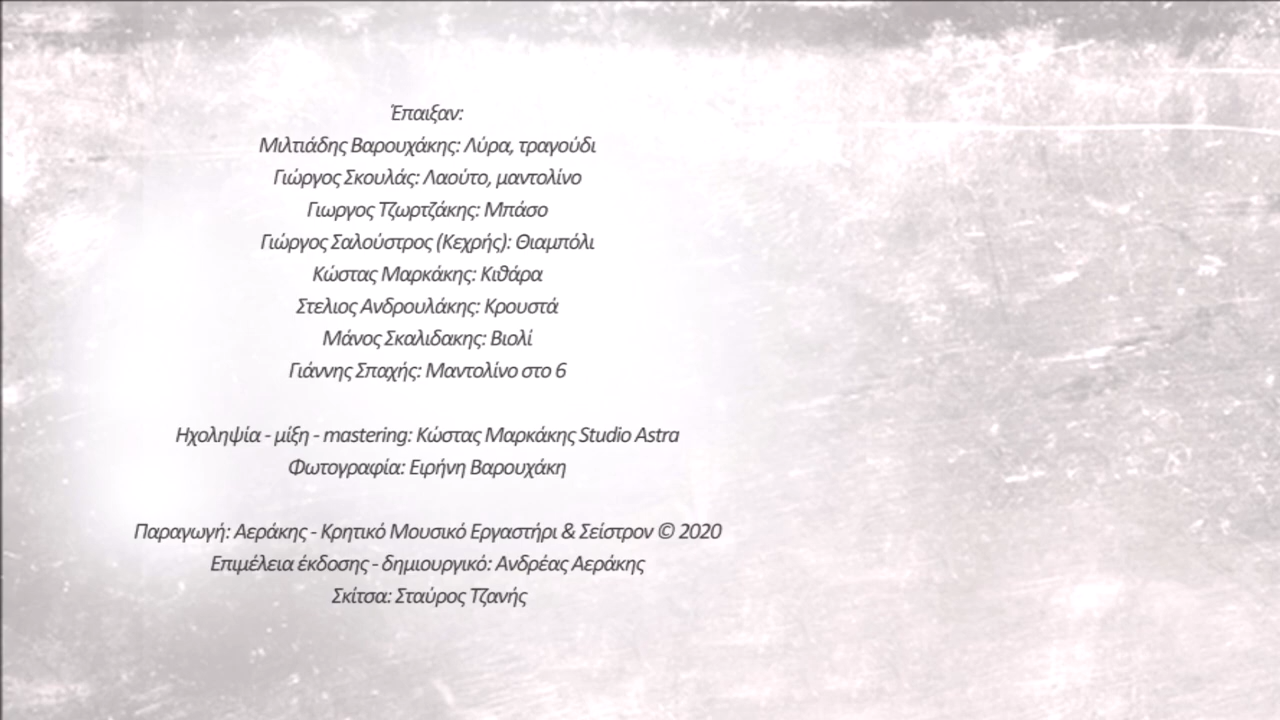 Έπαιξαν:
Μιλτιάδης Βαρουχάκης: Λύρα, τραγούδι
Γιώργος Σκουλάς: Λαούτο, μαντολίνο
Γιωργος Τζωρτζάκης: Μπάσο
Γιώργος Σαλούστρος (Κεχρής): Θιαμπόλι
Κώστας Μαρκάκης: Κιθάρα
Στελιος Ανδρουλάκης: Κρουστά
Μάνος Σκαλιδακης: Βιολί
Γιάννης Σπαχής: Μαντολίνο στο 6
Ηχοληψία - μίξη - mastering: Κώστας Μαρκάκης Studio Astra
Φωτογραφία: Ειρήνη Βαρουχάκη
Παραγωγή: Αεράκης - Κρητικό Μουσικό Εργαστήρι & Σείστρον © 2020
Επιμέλεια έκδοσης - δημιουργικό: Ανδρέας Αεράκης
Σκίτσα: Σταύρος Τζανής